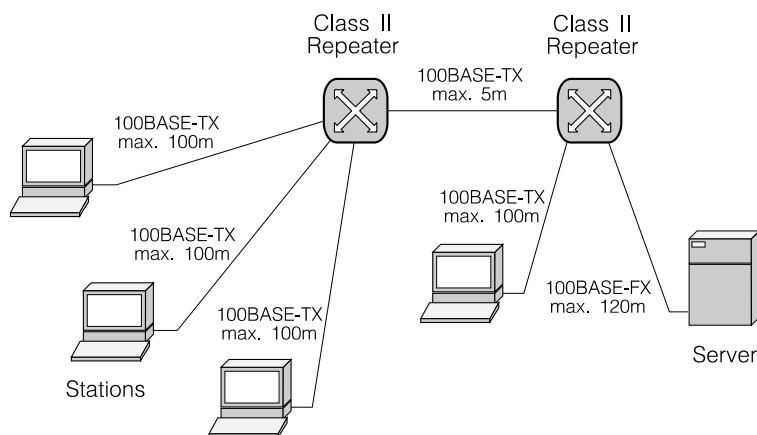 Class II
Repeater
Class II
Repeater
100BASE-TX
max. 5m
100BASE-TX
max. 100m
100BASE-TX
max. 100m
100BASE-TX
max. 100m
100BASE-TX
max. 100m
100BASE-FX
max. 120m
Server
Stations